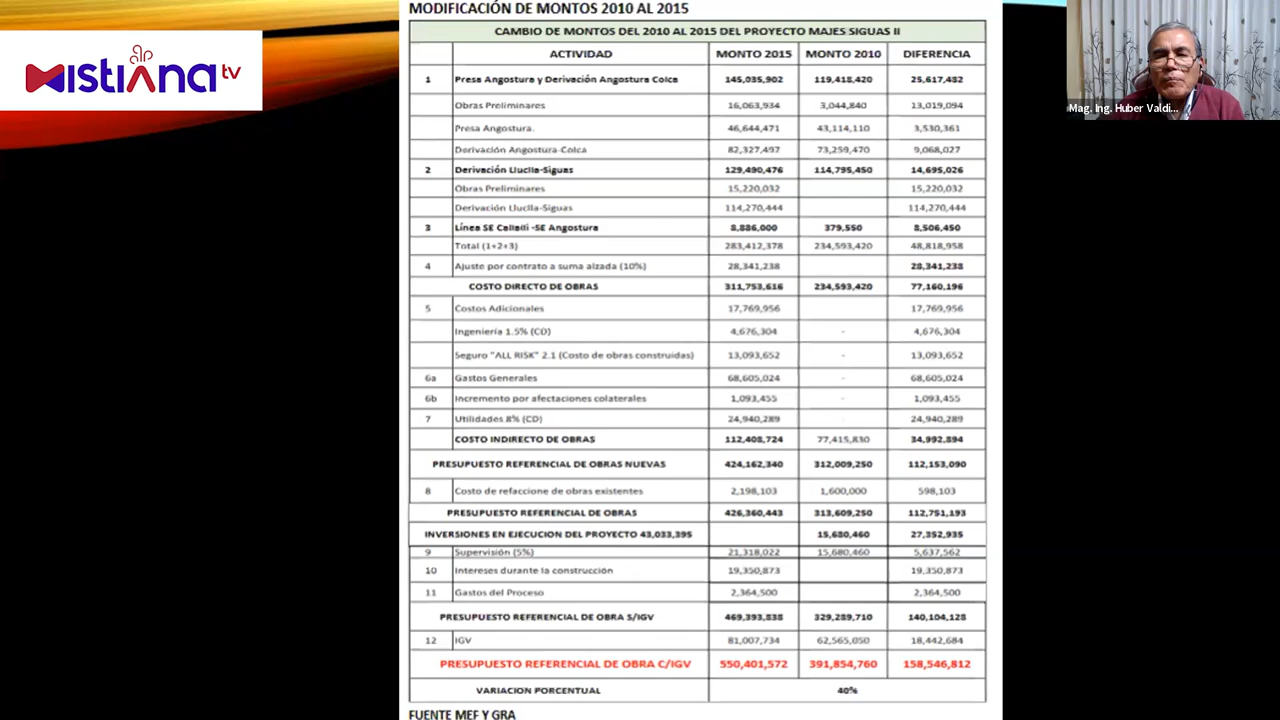 MODIFICACIÓN DE MONTOS 2010 AL 2015
MISTIANA tv
Mag. Ing. Huber Valdi...
CAMBIO DE MONTOS DEL 2010 AL 2015 DEL PROYECTO MAJES SIGUAS II
ACTIVIDAD MONTO 2015 MONTO 2010 DIFERENCIA
1 Presa Angostura y Derivación Angostura Colca 145,035,902 119,418,420 25,617,482
Obras Preliminares 16,063,934 3,044,840 13,019,094
Presa Angostura. 46,644,471 43,114,110 3,530,361
Derivación Angostura-Colca 82,327,497 73,259,470 9,068,027
2 Derivación Lluclla-Siguas 129,490,476 114,795,450 14,695,026
Obras Preliminares 15,220,032 15,220,032
Derivación Lluclla-Siguas 114,270,444 114,270,444
3 Línea SE Callalli -SE Angostura 8,886,000 379,550 8,506,450
Total (1+2+3) 283,412,378 234,593,420 48,818,958
4 Ajuste por contrato a suma alzada (10%) 28,341,238 28,341,238
COSTO DIRECTO DE OBRAS 311,753,616 234,593,420 77,160,196
5 Costos Adicionales 17,769,956 17,769,956
Ingeniería 1.5% (CD) 4,676,304 - 4,676,304
Seguro "ALL RISK" 2.1 (Costo de obras construidas) 13,093,652 - 13,093,652
6a Gastos Generales 68,605,024 - 68,605,024
6b Incremento por afectaciones colaterales 1,093,455 - 1,093,455
7 Utilidades 8% (CD) 24,940,289 - 24,940,289
COSTO INDIRECTO DE OBRAS 112,408,724 77,415,830 34,992,894
PRESUPUESTO REFERENCIAL DE OBRAS NUEVAS 424,162,340 312,009,250 112,153,090
8 Costo de refaccione de obras existentes 2,198,103 1,600,000 598,103
PRESUPUESTO REFERENCIAL DE OBRAS 426,360,443 313,609,250 112,751,193
INVERSIONES EN EJECUCION DEL PROYECTO 43,033,395 15,680,460 27,352,935
9 Supervisión (5%) 21,318,022 15,680,460 5,637,562
10 Intereses durante la construcción 19,350,873 19,350,873
11 Gastos del Proceso 2,364,500 2,364,500
PRESUPUESTO REFERENCIAL DE OBRA S/IGV 469,393,838 329,289,710 140,104,128
12 IGV 81,007,734 62,565,050 18,442,684
PRESUPUESTO REFERENCIAL DE OBRA C/IGV 550,401,572 391,854,760 158,546,812
VARIACION PORCENTUAL 40%
FUENTE MEF Y GRA